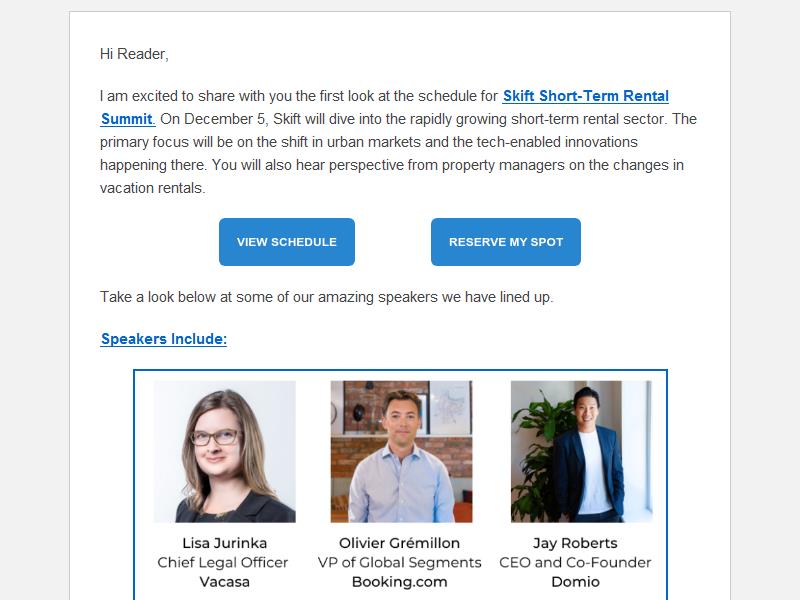 Hi Reader,
I am excited to share with you the first look at the schedule for Skift Short-Term Rental
Summit. On December 5, Skift will dive into the rapidly growing short-term rental sector. The
primary focus will be on the shift in urban markets and the tech-enabled innovations
happening there. You will also hear perspective from property managers on the changes in
vacation rentals.
VIEW SCHEDULE RESERVE MY SPOT
Take a look below at some of our amazing speakers we have lined up.
Speakers Include:
Lisa Jurinka
Chief Legal Officer
Vacasa
Olivier Grémillon
VP of Global Segments
Booking.com
Jay Roberts
CEO and Co-Founder
Domio